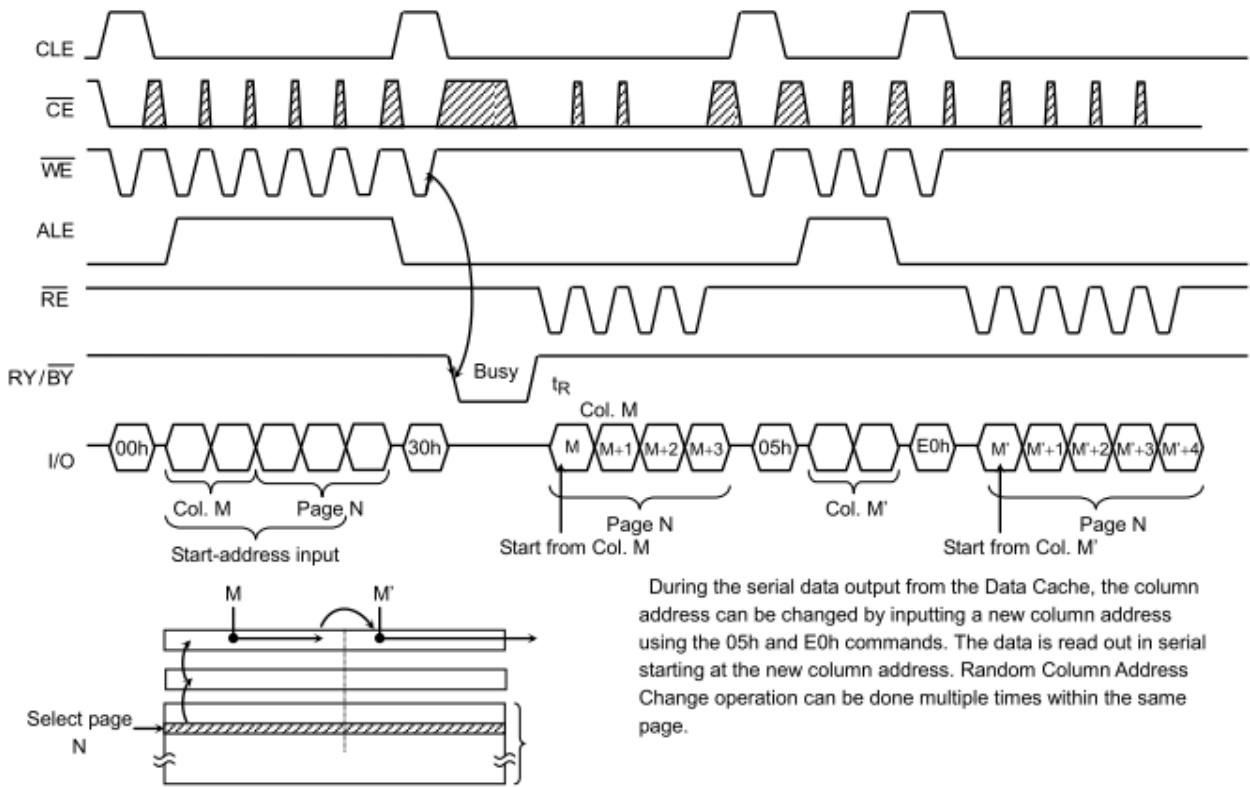 CLE
CE
WE
ALE
RE
RY/BY
Busy
tR
Col. M
I/O
00h
30h
M
M+1
M+2
M+3
05h
E0h
M'
M'+1
M'+2
M'+3
M'+4
Col. M
Page N
Page N
Col. M'
Page N
Start-address input
Start from Col. M
Start from Col. M'
M
M'
Select page
N
During the serial data output from the Data Cache, the column
address can be changed by inputting a new column address
using the 05h and E0h commands. The data is read out in serial
starting at the new column address. Random Column Address
Change operation can be done multiple times within the same
page.